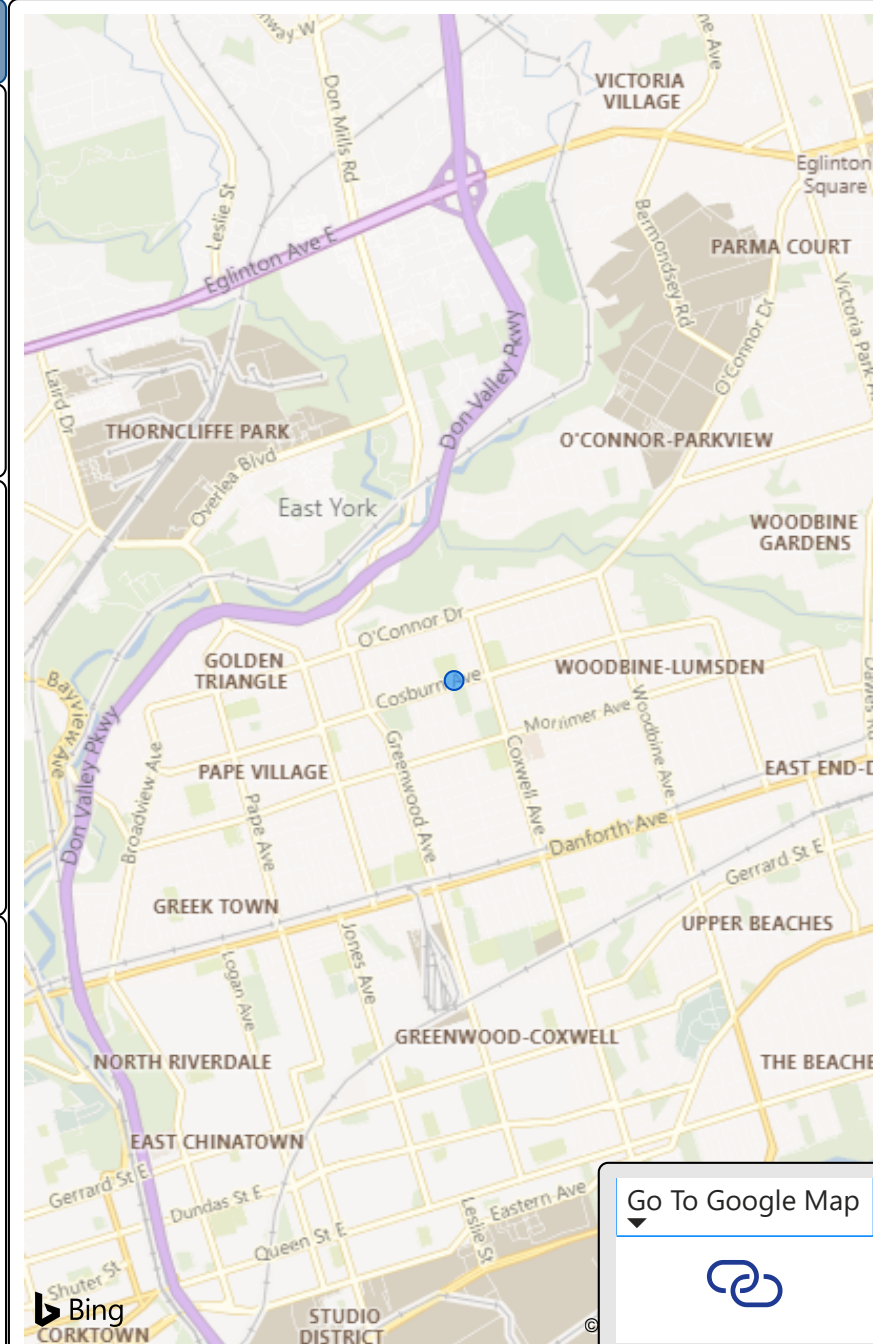 VICTORIA
VILLAGE
Don Mills Rd
Eglinton
Square
Leslie St
Bermondsey Rd
PARMA COURT
Eglinton Ave E
O'Connor Dr
Don Valley Pkwy
Laird Dr
THORNCLIFFE PARK
O'CONNOR-PARKVIEW
Overlea Blvd
East York
WOODBINE
GARDENS
O'Connor Dr
GOLDEN
TRIANGLE
WOODBINE-LUMSDEN
Cosburn Ave
Bayview Ave
Mortimer Ave
Woodbine Ave
Don Valley Pkwy
Broadview Ave
PAPE VILLAGE
Greenwood Ave
Coxwell Ave
EAST END-D
Pape Ave
Danforth Ave
Gerrard St E
GREEK TOWN
UPPER BEACHES
Jones Ave
Logan Ave
GREENWOOD-COXWELL
NORTH RIVERDALE
THE BEACHE
EAST CHINATOWN
Gerrard St E
Dundas St E
Eastern Ave
Leslie St
Queen St E
Go To Google Map
Shuter St
Bing
STUDIO
DISTRICT
CORKTOWN
©